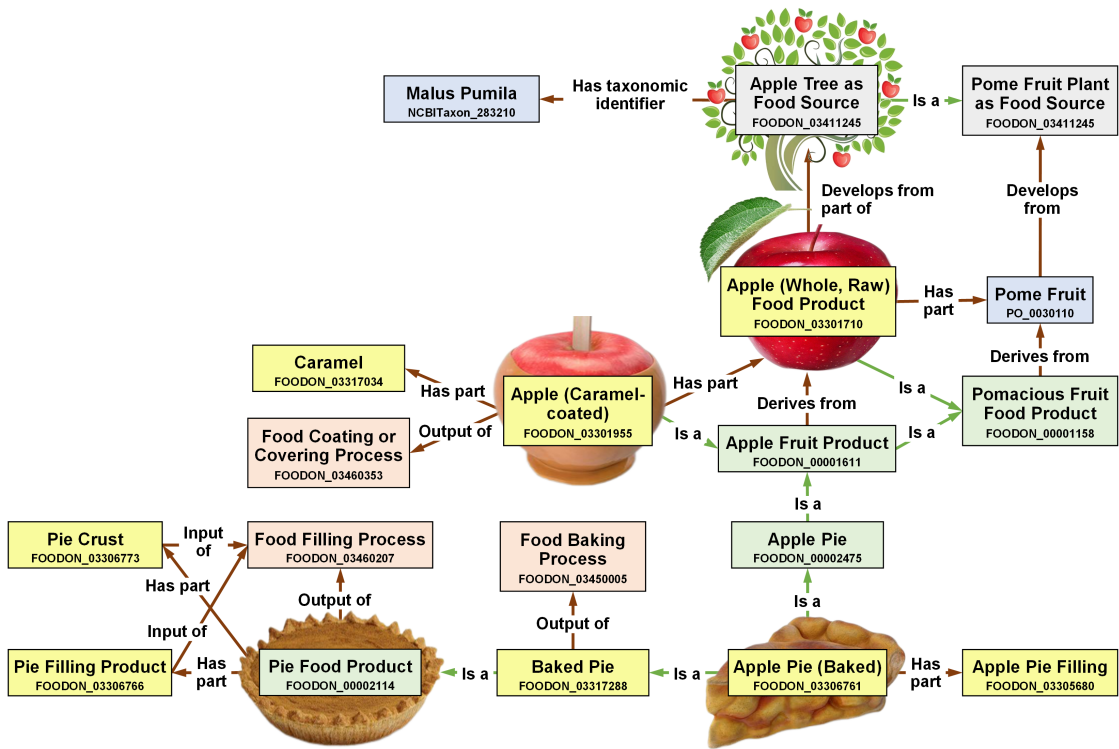 Malus Pumila
NCBITaxon_283210
Has taxonomic
identifier
Apple Tree as
Food Source
FOODON_03411245
Is a
Pome Fruit Plant
as Food Source
FOODON_03411245
Develops from
part of
Develops
from
Apple (Whole, Raw)
Food Product
FOODON_03301710
Has
part
Pome Fruit
PO_0030110
Caramel
FOODON_03317034
Has part
Apple (Caramel-
coated)
FOODON_03301955
Has part
Derives from
Is a
Derives from
Pomacious Fruit
Food Product
FOODON_00001158
Food Coating or
Covering Process
FOODON_03460353
Output of
Is a
Apple Fruit Product
FOODON_00001611
Is a
Is a
Pie Crust
FOODON_03306773
Input
of
Food Filling Process
FOODON_03460207
Food Baking
Process
FOODON_03450005
Apple Pie
FOODON_00002475
Has part
Output of
Is a
Input of
Output of
Pie Filling Product
FOODON_03306766
Has
part
Pie Food Product
FOODON_00002114
Is a
Baked Pie
FOODON_03317288
Is a
Apple Pie (Baked)
FOODON_03306761
Has
part
Apple Pie Filling
FOODON_03305680